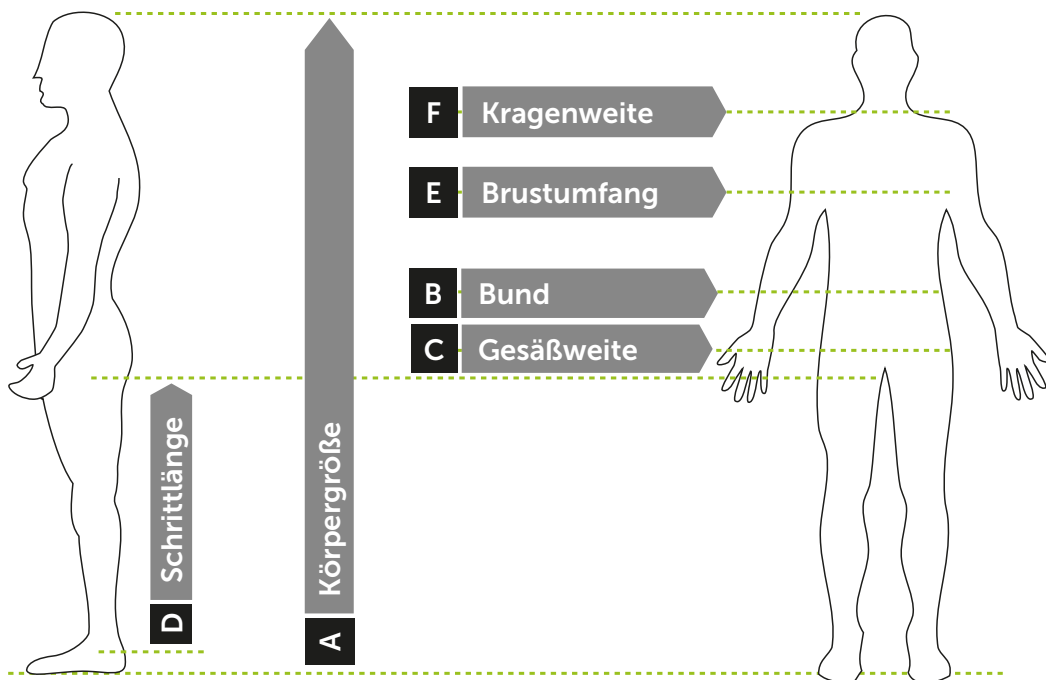 F Kragenweite
E Brustumfang
B Bund
C Gesäßweite
D Schrittlänge
A Körpergröße